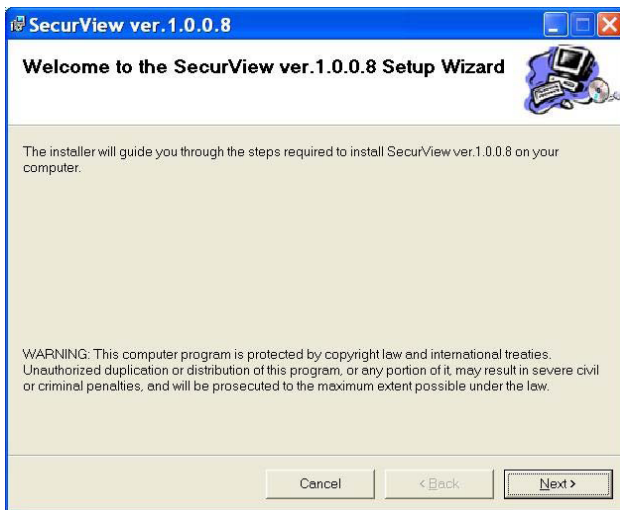 SecurView ver.1.0.0.8
Welcome to the SecurView ver.1.0.0.8 Setup Wizard
The installer will guide you through the steps required to install SecurView ver.1.0.0.8 on your
computer.
WARNING: This computer program is protected by copyright law and international treaties.
Unauthorized duplication or distribution of this program, or any portion of it, may result in severe civil
or criminal penalties, and will be prosecuted to the maximum extent possible under the law.
Cancel
< Back
Next >